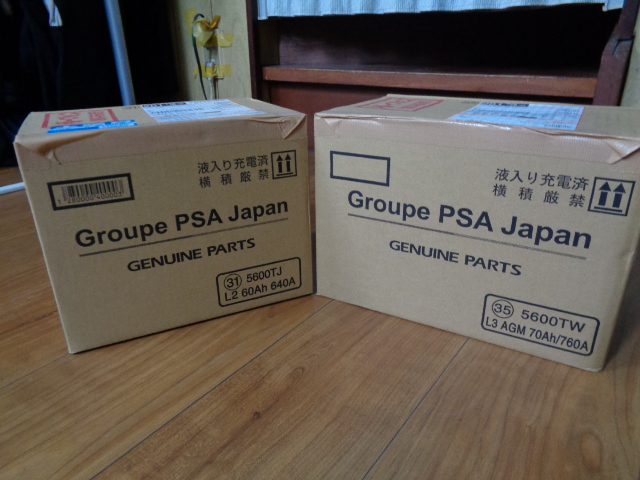 液入り充電済
横積厳禁
Groupe PSA Japan
GENUINE PARTS
31 5600TJ
L2 60Ah 640A
液入り充電済
横積厳禁
Groupe PSA Japan
GENUINE PARTS
35 5600TW
L3 AGM 70Ah/760A